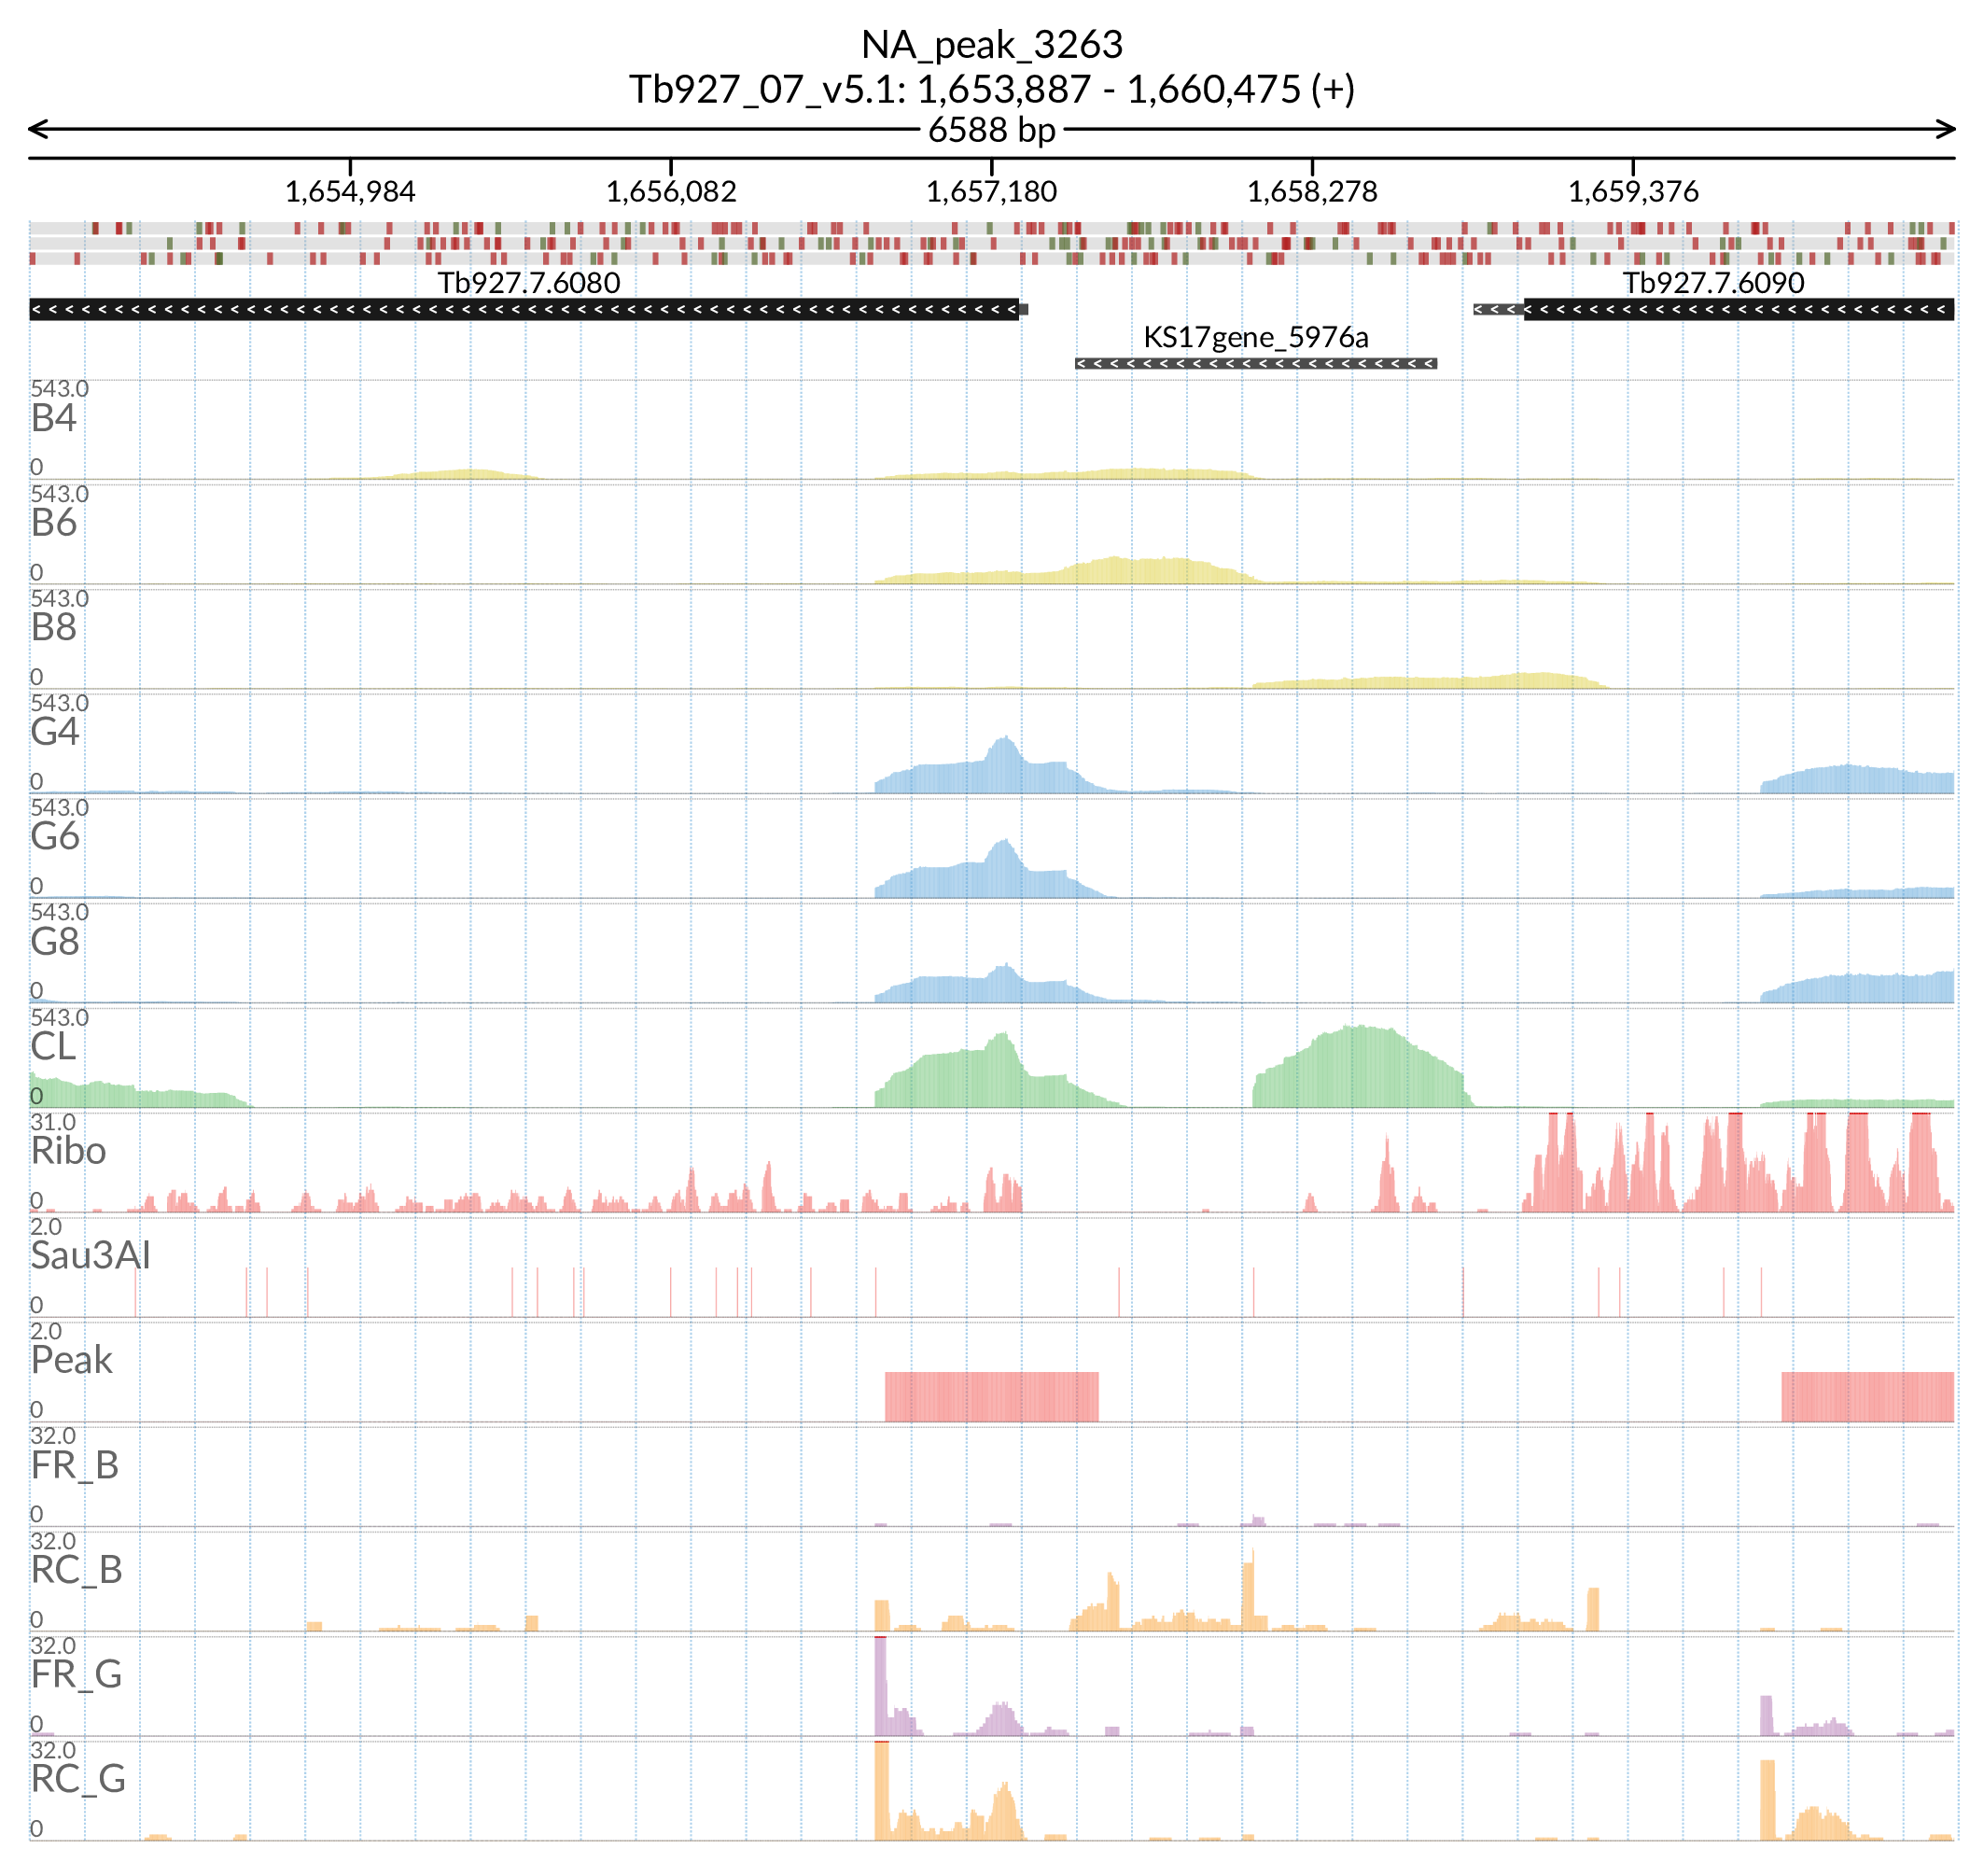 NA_peak_3263
Tb927_07_v5.1: 1,653,887 - 1,660,475 (+)
6588 bp
1,654,984 1,656,082 1,657,180 1,658,278 1,659,376
Tb927.7.6080 Tb927.7.6090
KS17gene_5976a
543.0
B4
0
543.0
B6
0
543.0
B8
0
543.0
G4
0
543.0
G6
0
543.0
G8
0
543.0
CL
0
31.0
Ribo
0
2.0
Sau3AI
0
2.0
Peak
0
32.0
FR_B
0
32.0
RC_B
0
32.0
FR_G
0
32.0
RC_G
0